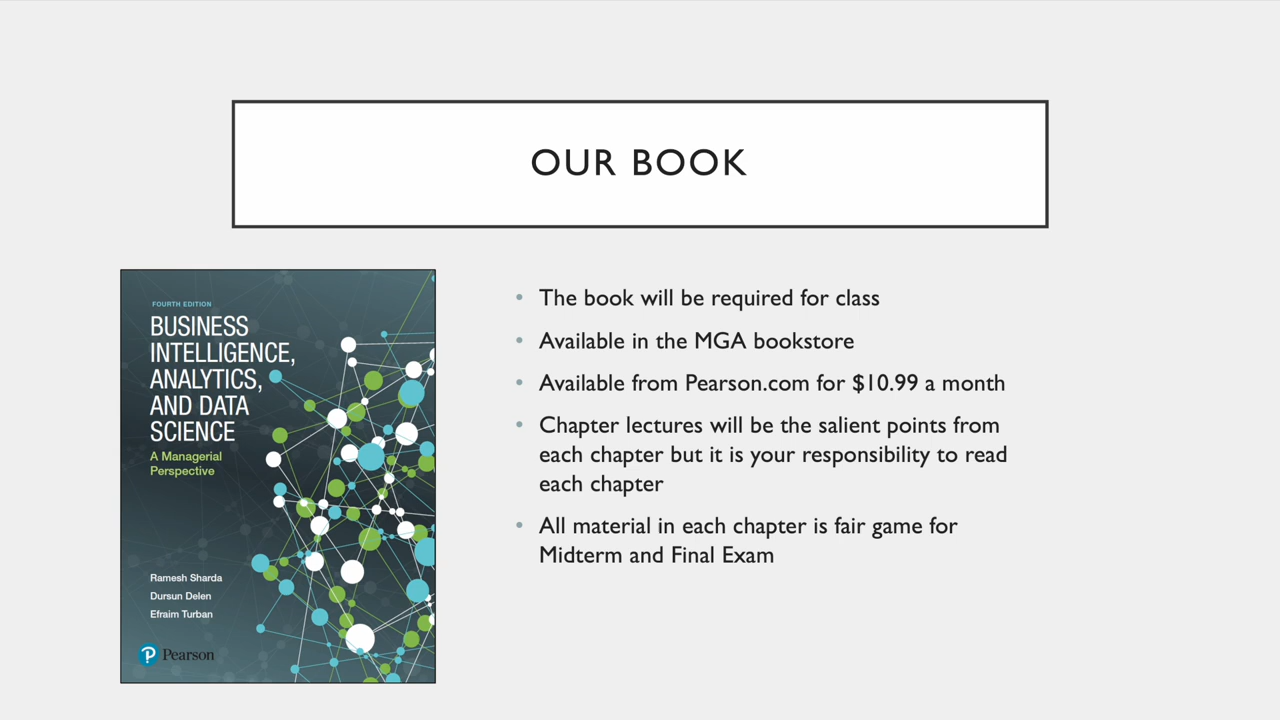 OUR BOOK
FOURTH EDITION
BUSINESS
INTELLIGENCE,
ANALYTICS,
AND DATA
SCIENCE
A Managerial
Perspective
Ramesh Sharda
Dursun Delen
Efraim Turban
P Pearson
• The book will be required for class
• Available in the MGA bookstore
• Available from Pearson.com for $10.99 a month
• Chapter lectures will be the salient points from
each chapter but it is your responsibility to read
each chapter
• All material in each chapter is fair game for
Midterm and Final Exam